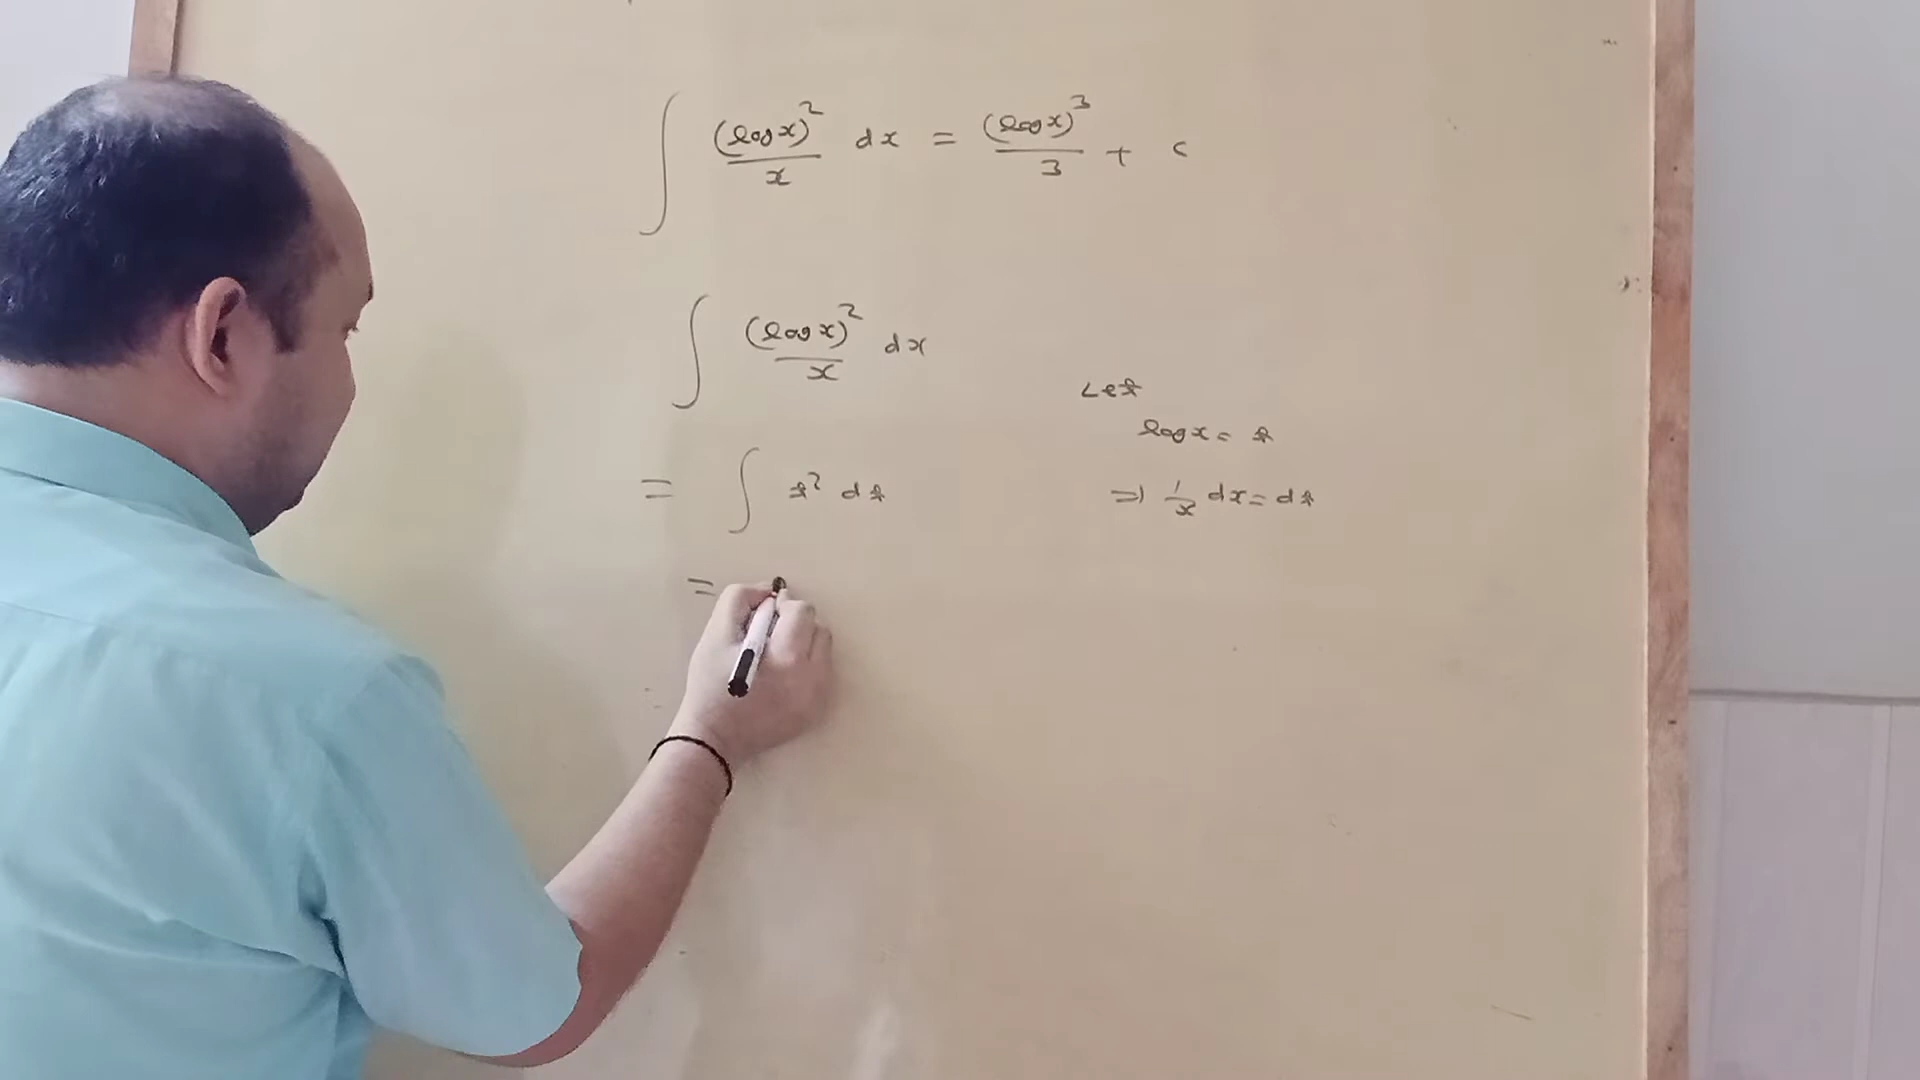 ∫ (log x)² / x dx = (log x)³ / 3 + c
∫ (log x)² / x dx
Let
log x = t
= ∫ t² dt
=> 1/x dx = dt
=